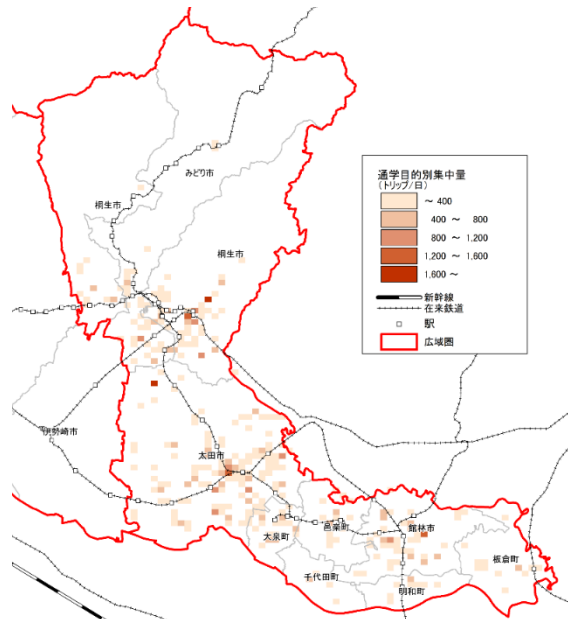 みどり市
桐生市
桐生市
通学目的別集中量
(トリップ/日)
～ 400
400 ～ 800
800 ～ 1,200
1,200 ～ 1,600
1,600 ～
新幹線
在来鉄道
駅
広域圏
伊勢崎市
太田市
大泉町
邑楽町
館林市
板倉町
千代田町
明和町